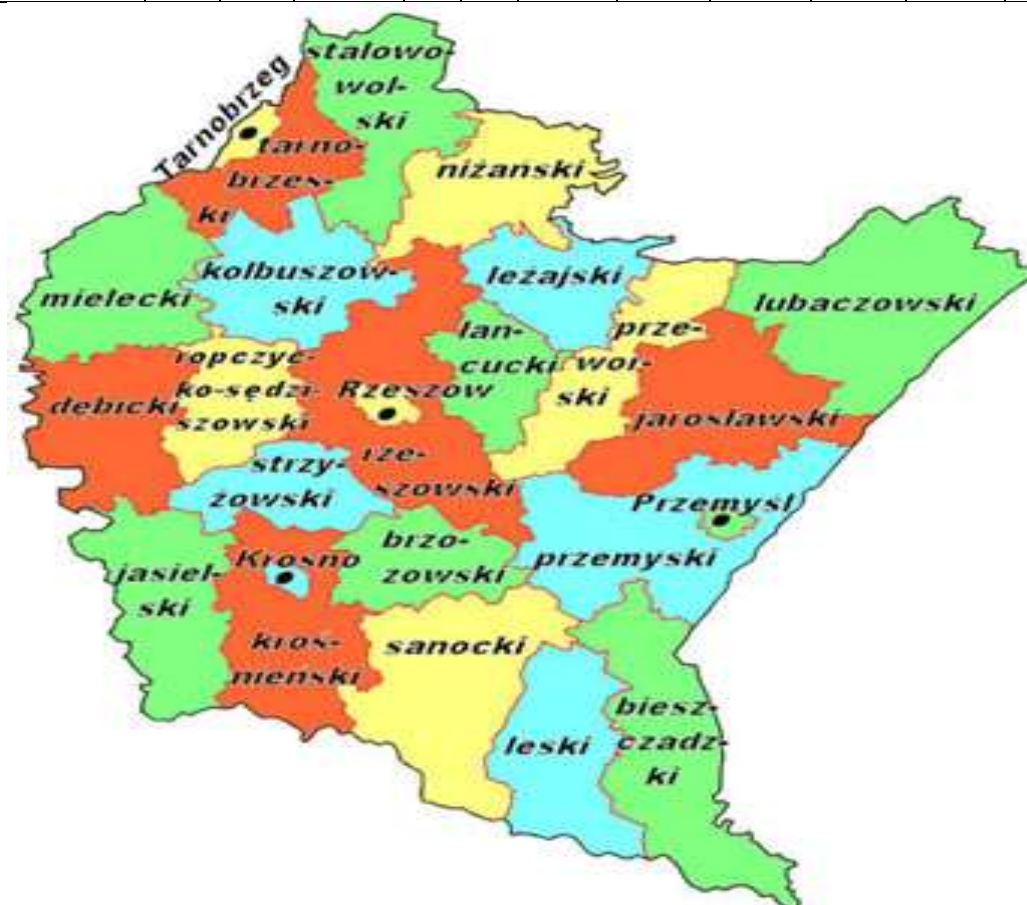 stalowo-
wol-
ski
Tarnobrzeg
tarno-
brzes-
ki
niżański
kolbuszow-
ski
leżajski
mielecki
lubaczowski
prze-
wor-
ski
łan-
cucki
ropczyc-
ko-sędzi-
szowski
Rzeszów
dębicki
jarosławski
rze-
szowski
strzy-
żowski
Przemyśl
przemyski
brzo-
zowski
Krosno
jasiel-
ski
kros-
nieński
sanocki
leski
biesz-
czadz-
ki